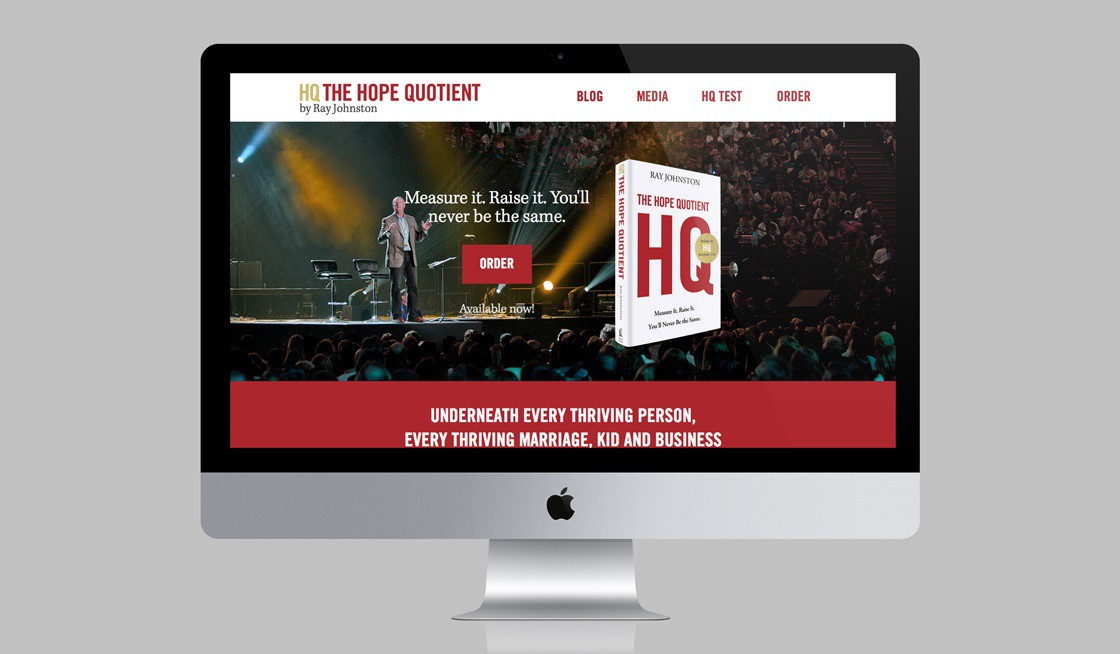 HQ THE HOPE QUOTIENT
by Ray Johnston
BLOG
MEDIA
HQ TEST
ORDER
Measure it. Raise it. You'll
never be the same.
ORDER
Available now!
THE HOPE QUOTIENT
RAY JOHNSTON
THE HOPE QUOTIENT
HQ
HQ
Measure It. Raise It.
You'll Never Be the Same.
UNDERNEATH EVERY THRIVING PERSON,
EVERY THRIVING MARRIAGE, KID AND BUSINESS